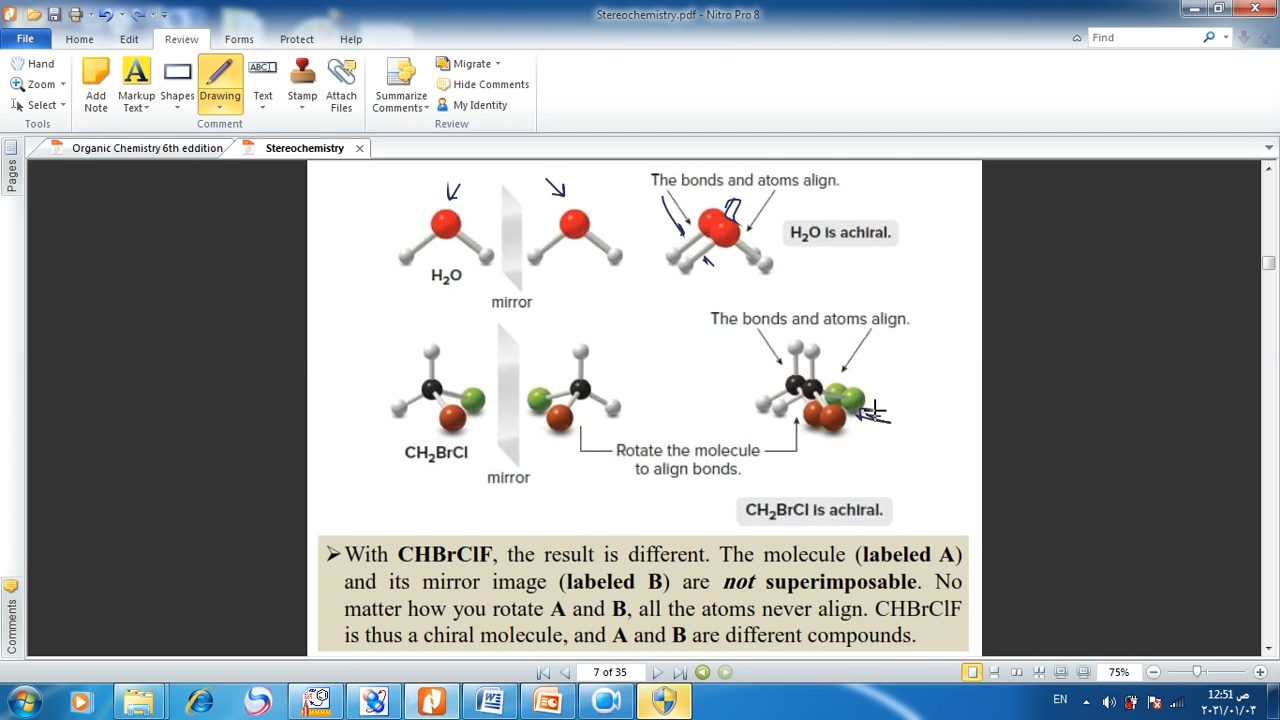 Stereochemistry.pdf - Nitro Pro 8
File Home Edit Review Forms Protect Help Find
Hand
Zoom
Select
Tools
Add Note
Markup Text
Shapes
Drawing
ABC
Text
Stamp
Attach Files
Comment
Summarize Comments
Migrate
Hide Comments
My Identity
Review
Organic Chemistry 6th eddition
Stereochemistry
Pages
Comments
The bonds and atoms align.
H₂O is achiral.
H₂O
mirror
The bonds and atoms align.
CH₂BrCl
mirror
Rotate the molecule
to align bonds.
CH₂BrCl is achiral.
➢With CHBrClF, the result is different. The molecule (labeled A)
and its mirror image (labeled B) are not superimposable. No
matter how you rotate A and B, all the atoms never align. CHBrClF
is thus a chiral molecule, and A and B are different compounds.
7 of 35
75%
EN
12:51 ص
٢٠٢١/٠١/٠٣